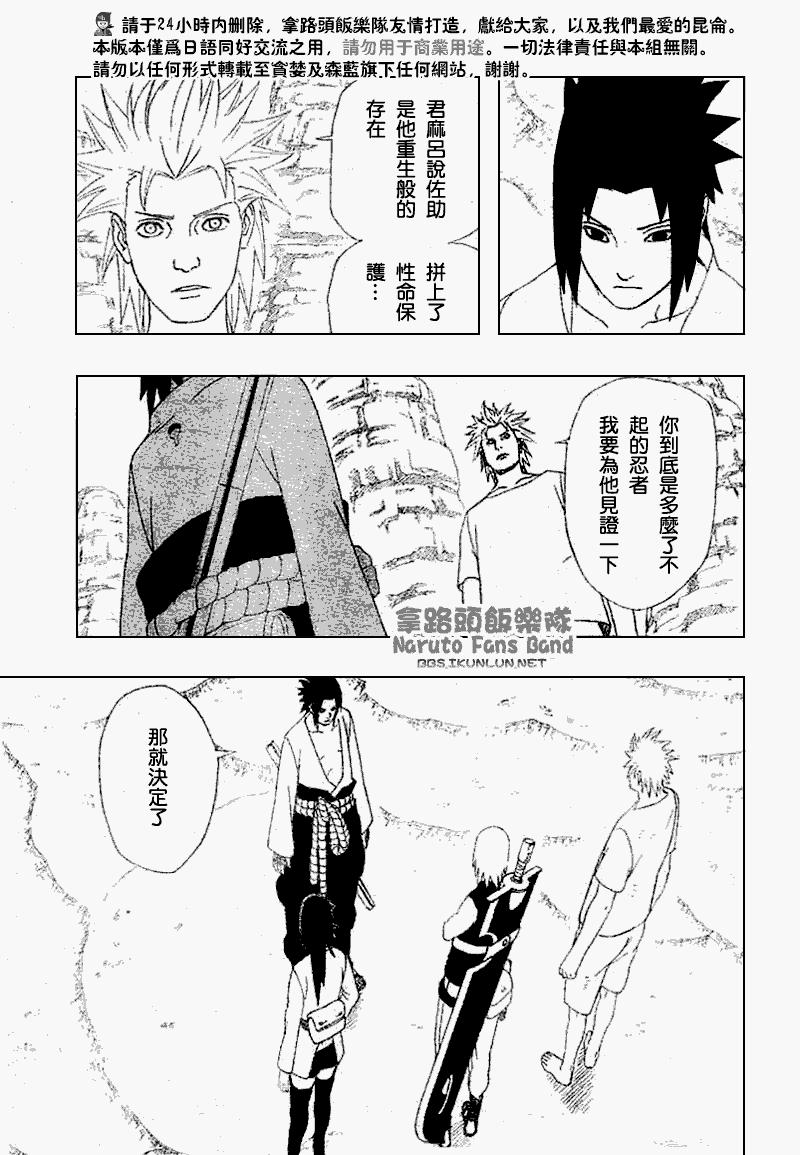 請于24小時內刪除，拿路頭飯樂隊友情打造，獻給大家，以及我們最愛的昆侖。
本版本僅爲日語同好交流之用，請勿用于商業用途。一切法律責任與本組無關。
請勿以任何形式轉載至貪婪及森藍旗下任何網站，謝謝。
君麻呂說佐助
是他重生般的
存在
拼上了
性命保
護…
你到底是多麼了不
起的忍者
我要為他見證一下
拿路頭飯樂隊
Naruto Fans Band
BBS.IKUNLUN.NET
那就決定了